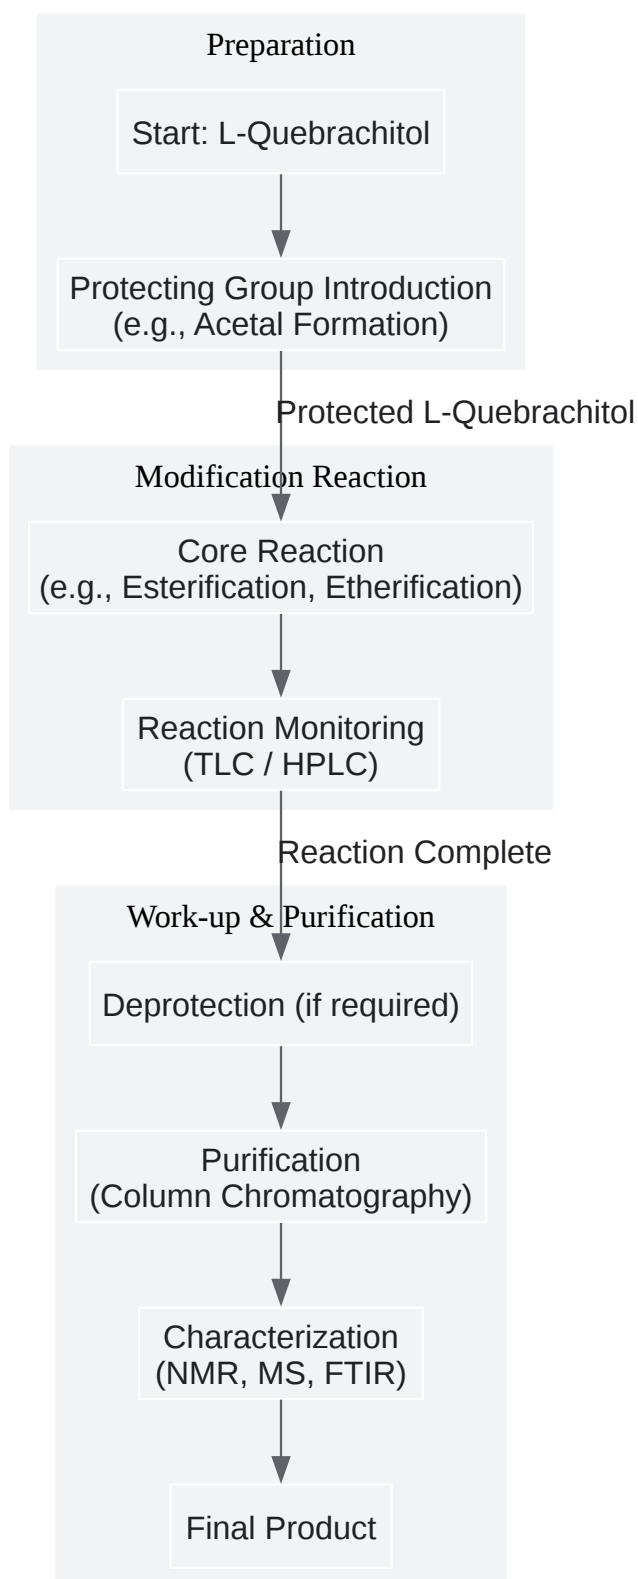 Preparation
Start: L-Quebrachitol
Protecting Group Introduction
(e.g., Acetal Formation)
Protected L-Quebrachitol
Modification Reaction
Core Reaction
(e.g., Esterification, Etherification)
Reaction Monitoring
(TLC / HPLC)
Reaction Complete
Work-up & Purification
Deprotection (if required)
Purification
(Column Chromatography)
Characterization
(NMR, MS, FTIR)
Final Product